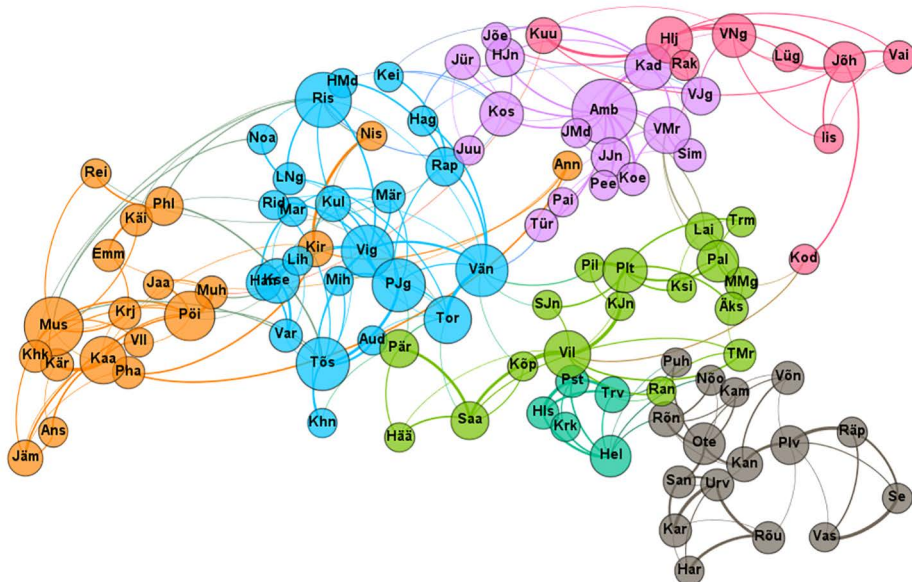 Jõe
Kuu
Hlj
VNg
HJn
Jür
Kad
Rak
Lüg
Jõh
Vai
HMd
Kei
Ris
VJg
Kos
Amb
Hag
VMr
Noa
Nis
JMd
Iis
Juu
Rap
JJn
Sim
Ann
Rei
LNg
Koe
Pee
Phl
Rid
Mar
Kul
Mär
Pai
Käi
Tür
Trm
Lai
Emm
Kir
Vig
Lih
Pal
Kod
Han
Kse
Mih
PJg
Vän
Pil
Plt
Ksi
MMg
Jaa
Muh
SJn
KJn
Äks
Mus
Krj
Pöi
Tor
Var
VII
Aud
Pär
Khk
Kär
Kaa
Pha
Tõs
Köp
Vil
TMr
Puh
Pst
Trv
Ran
Nõo
Kam
Võn
Khn
Hls
Saa
Krk
Rõn
Ans
Hää
Ote
Plv
Räp
Jäm
Hel
Kan
San
Urv
Se
Kar
Rõu
Vas
Har